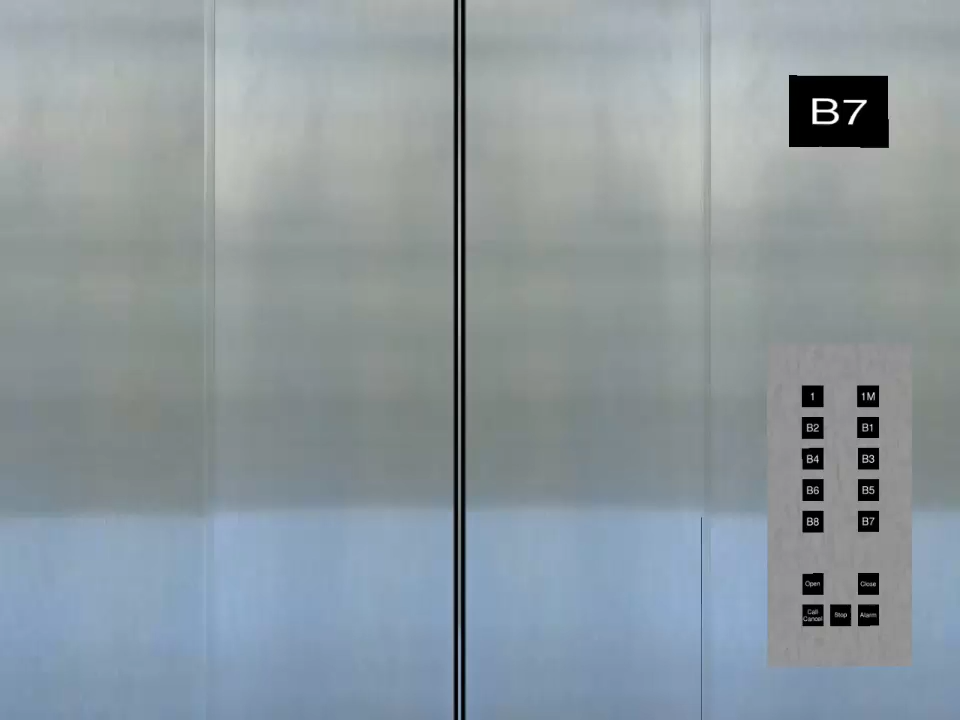 B7
1 1M
B2 B1
B4 B3
B6 B5
B8 B7
Open Close
Call Cancel Stop Alarm